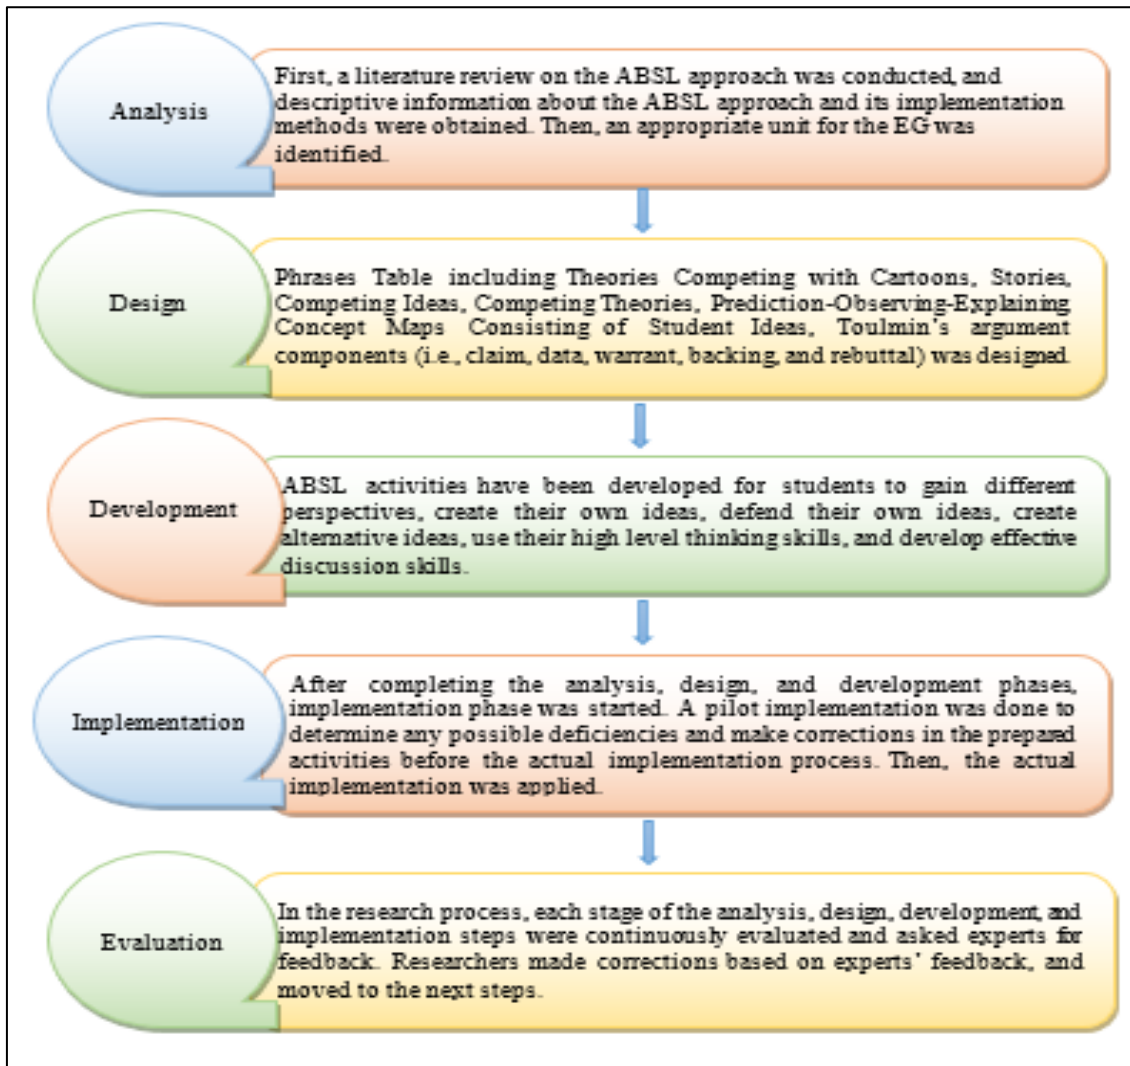 Analysis
First, a literature review on the ABSL approach was conducted, and
descriptive information about the ABSL approach and its implementation
methods were obtained. Then, an appropriate unit for the EG was
identified.
Design
Phrases Table including Theories Competing with Cartoons, Stories,
Competing Ideas, Competing Theories, Prediction-Observing-Explaining
Concept Maps Consisting of Student Ideas, Toulmin's argument
components (i.e., claim, data, warrant, backing, and rebuttal) was designed.
Development
ABSL activities have been developed for students to gain different
perspectives, create their own ideas, defend their own ideas, create
alternative ideas, use their high level thinking skills, and develop effective
discussion skills.
Implementation
After completing the analysis, design, and development phases,
implementation phase was started. A pilot implementation was done to
determine any possible deficiencies and make corrections in the prepared
activities before the actual implementation process. Then, the actual
implementation was applied.
Evaluation
In the research process, each stage of the analysis, design, development, and
implementation steps were continuously evaluated and asked experts for
feedback. Researchers made corrections based on experts' feedback, and
moved to the next steps.